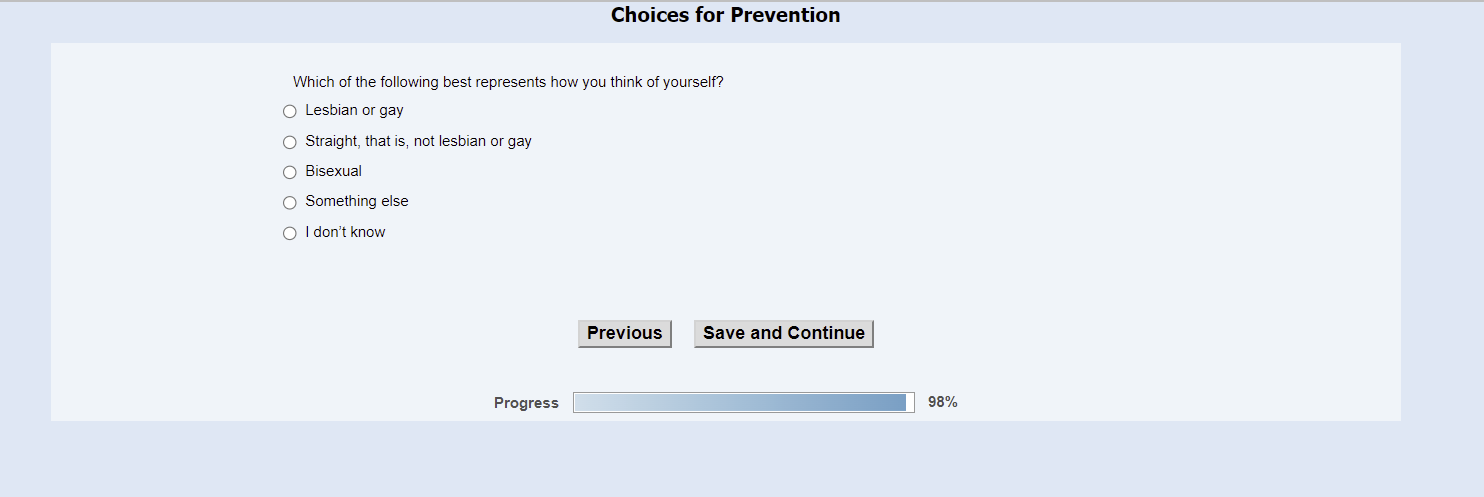 Choices for Prevention
Which of the following best represents how you think of yourself?
Lesbian or gay
Straight, that is, not lesbian or gay
Bisexual
Something else
I don’t know
Previous Save and Continue
Progress 98%